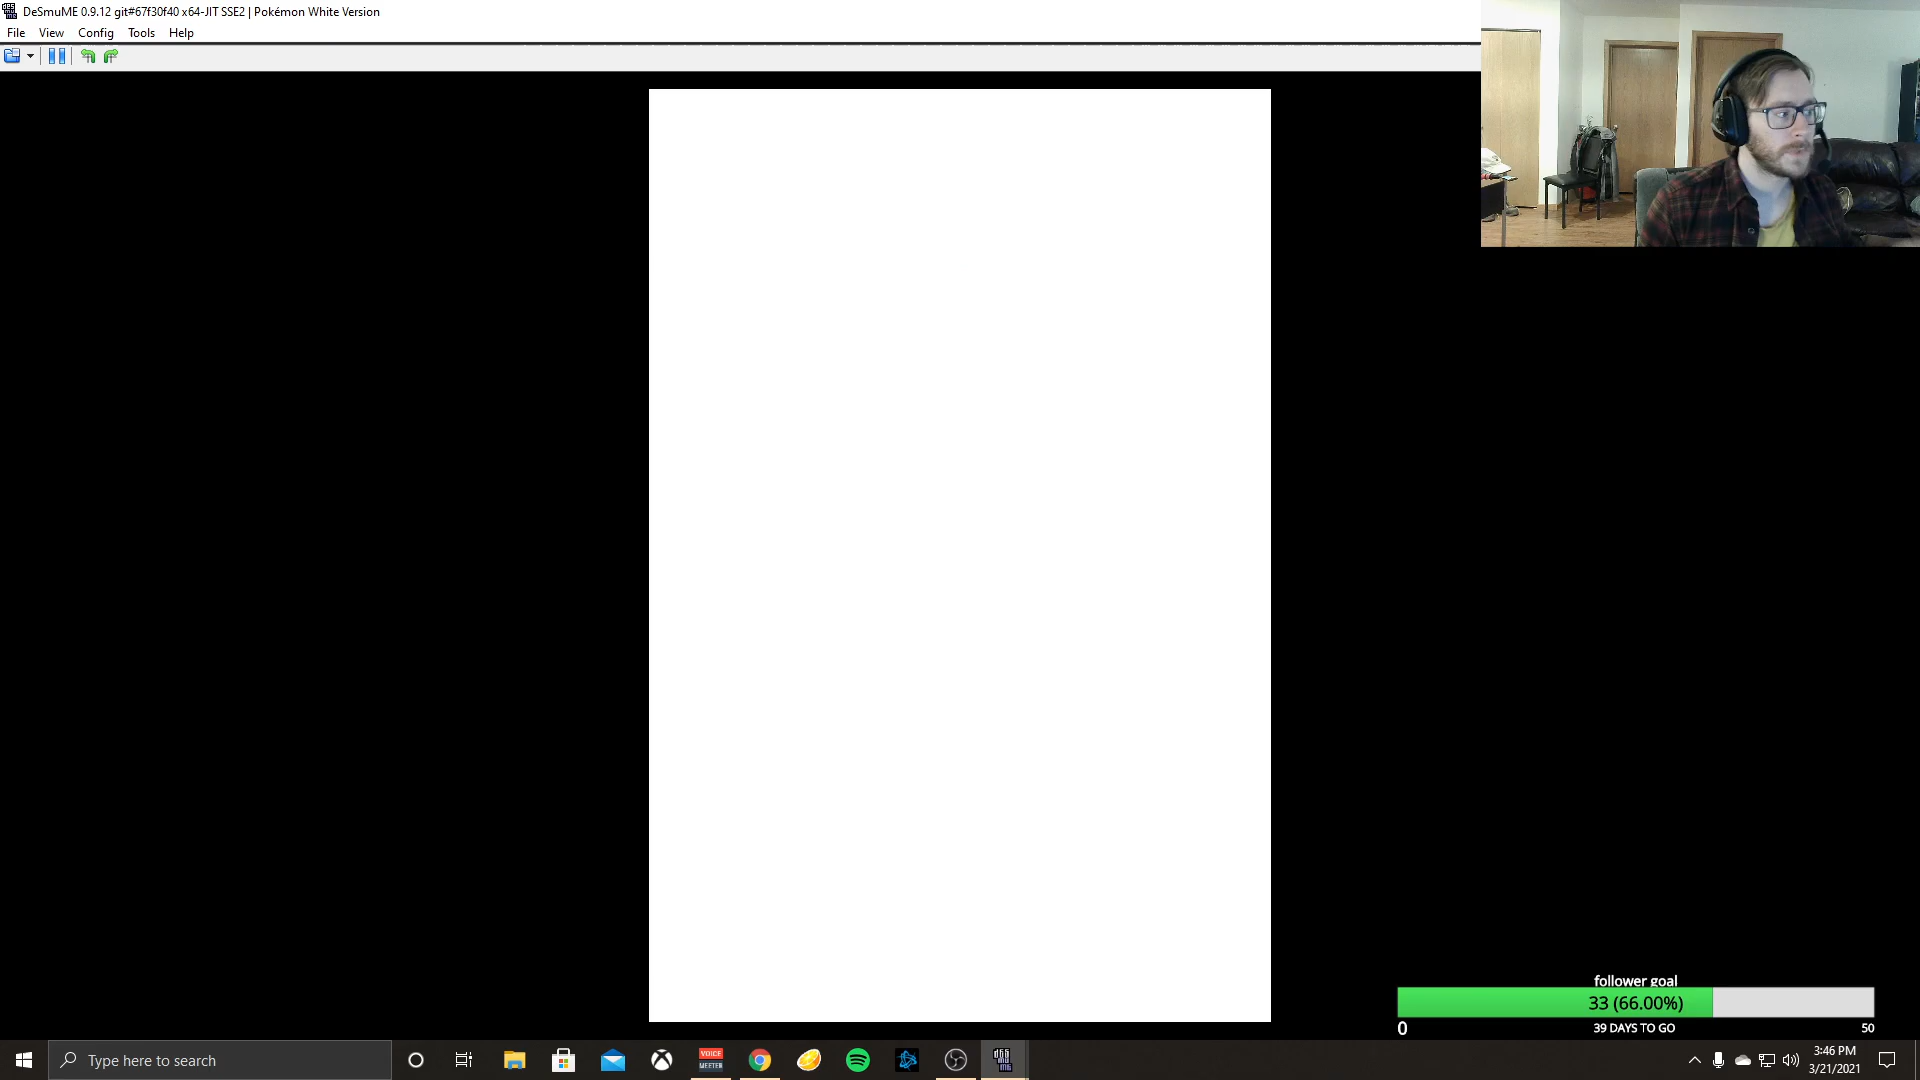 DeSmuME 0.9.12 git#67f30f40 x64-JIT SSE2 | Pokémon White Version
File View Config Tools Help
follower goal
33 (66.00%)
0 39 DAYS TO GO 50
Type here to search
VOICE
MEETER
3:46 PM
3/21/2021